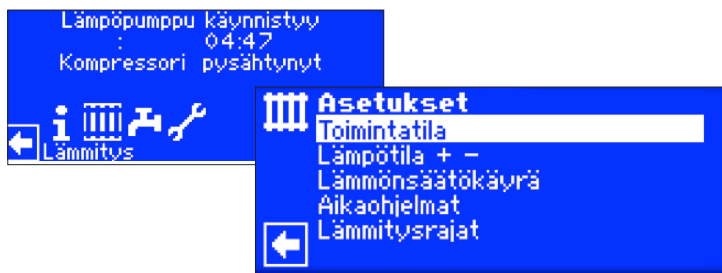 Lämpöpumppu käynnistyy
: 04:47
Kompressori pysähtynyt
Lämmitys
Asetukset
Toimintatila
Lämpötila + -
Lämmönsäätökäyrä
Aikaohjelmat
Lämmitysrajat